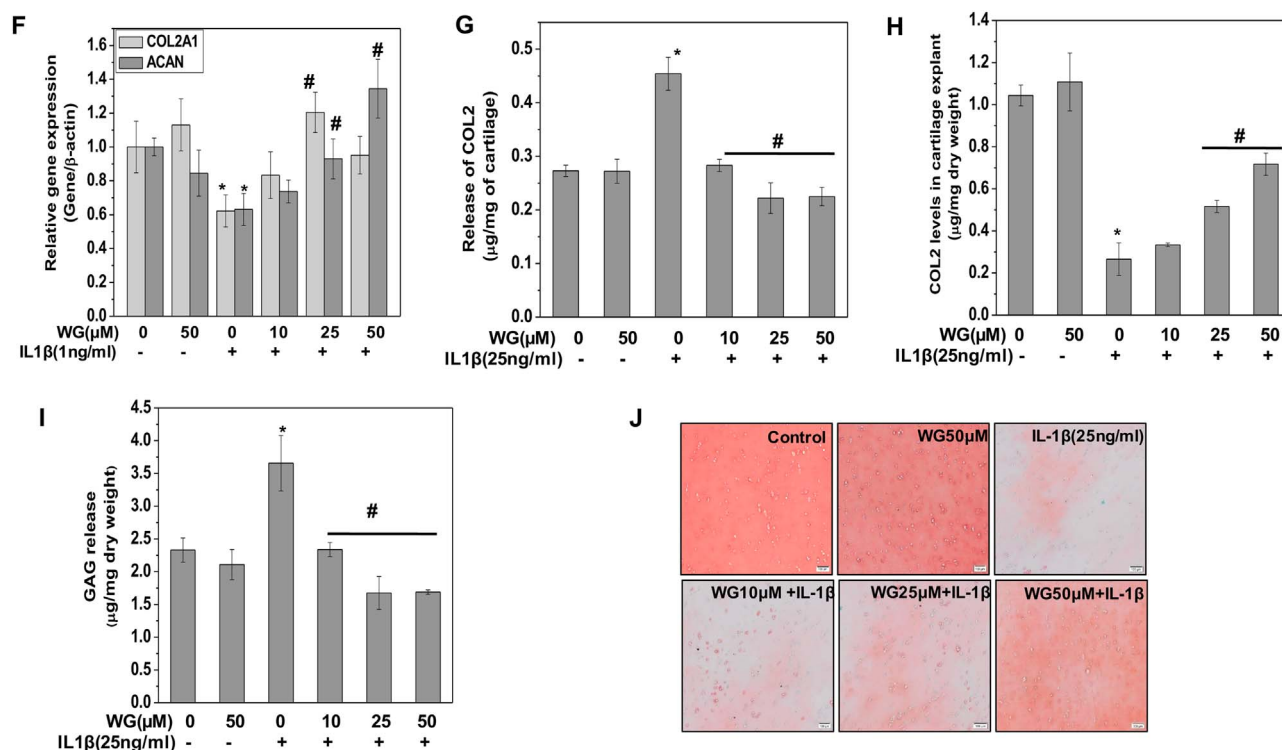 F
COL2A1
ACAN
Relative gene expression
(Gene/β-actin)
1.6
1.4
1.2
1.0
0.8
0.6
0.4
0.2
0.0
* * # # #
WG(µM) 0 50 0 10 25 50
IL1β(1ng/ml) - - + + + +
G
Release of COL2
(µg/mg of cartilage)
0.5
0.4
0.3
0.2
0.1
0.0
*
#
WG(µM) 0 50 0 10 25 50
IL1β(25ng/ml) - - + + + +
H
COL2 levels in cartilage explant
(µg/mg dry weight)
1.4
1.2
1.0
0.8
0.6
0.4
0.2
0.0
*
#
WG(µM) 0 50 0 10 25 50
IL1β(25ng/ml) - - + + + +
I
GAG release
(µg/mg dry weight)
4.5
4.0
3.5
3.0
2.5
2.0
1.5
1.0
0.5
0.0
*
#
WG(µM) 0 50 0 10 25 50
IL1β(25ng/ml) - - + + + +
J
Control
WG50µM
IL-1β(25ng/ml)
WG10µM +IL-1β
WG25µM+IL-1β
WG50µM+IL-1β